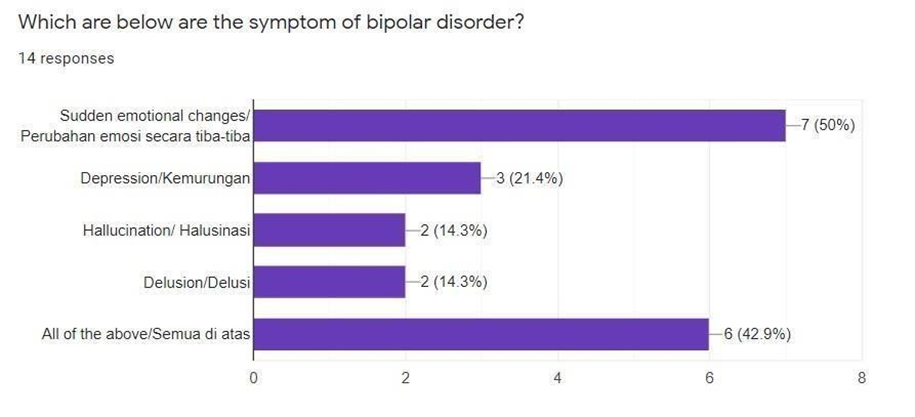 Which are below are the symptom of bipolar disorder?
14 responses
Sudden emotional changes/
Perubahan emosi secara tiba-tiba
7 (50%)
Depression/Kemurungan
3 (21.4%)
Hallucination/ Halusinasi
2 (14.3%)
Delusion/Delusi
2 (14.3%)
All of the above/Semua di atas
6 (42.9%)
0 2 4 6 8